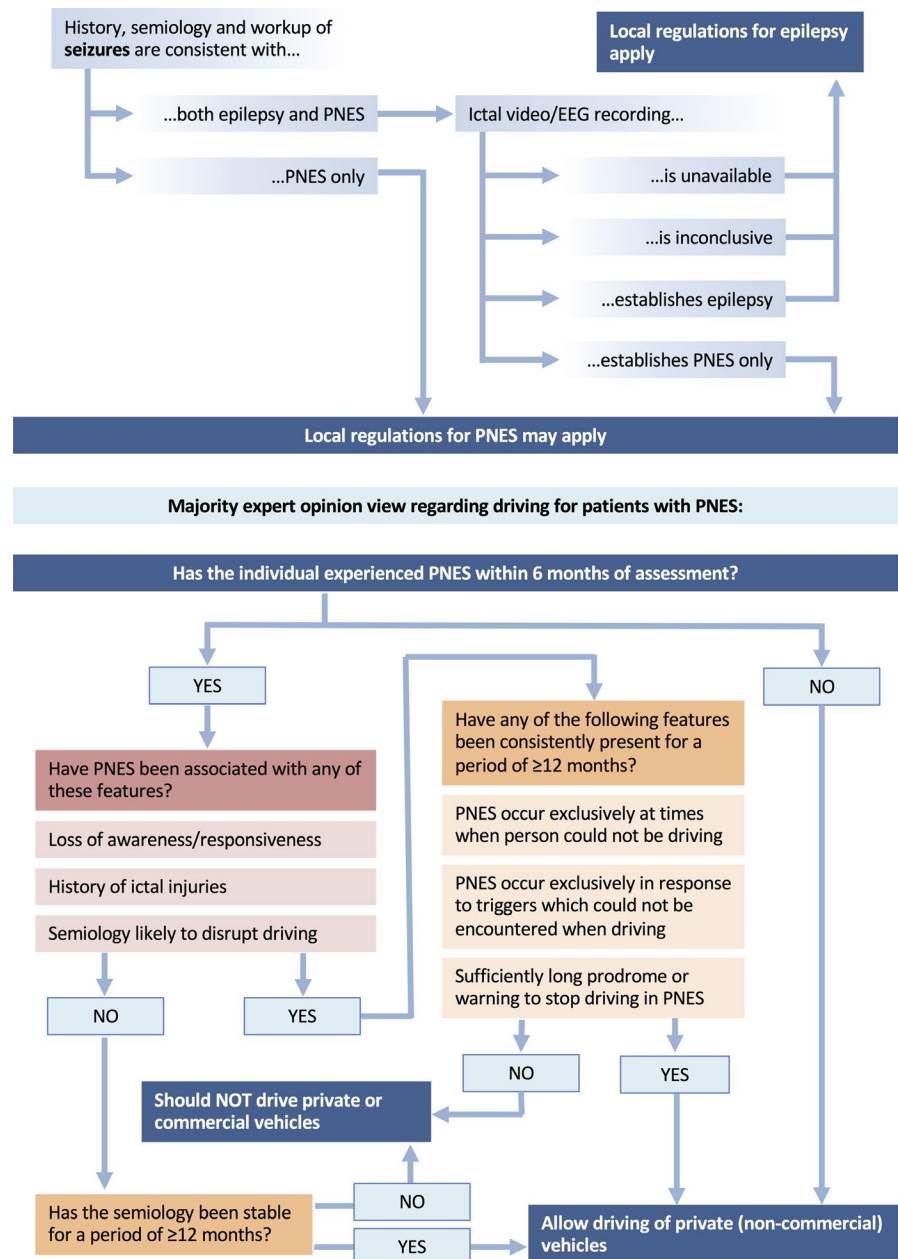 History, semiology and workup of
seizures are consistent with...
Local regulations for epilepsy
apply
...both epilepsy and PNES
Ictal video/EEG recording...
...PNES only
...is unavailable
...is inconclusive
...establishes epilepsy
...establishes PNES only
Local regulations for PNES may apply
Majority expert opinion view regarding driving for patients with PNES:
Has the individual experienced PNES within 6 months of assessment?
YES
NO
Have PNES been associated with any of
these features?
Loss of awareness/responsiveness
History of ictal injuries
Semiology likely to disrupt driving
NO
YES
Have any of the following features
been consistently present for a
period of ≥12 months?
PNES occur exclusively at times
when person could not be driving
PNES occur exclusively in response
to triggers which could not be
encountered when driving
Sufficiently long prodrome or
warning to stop driving in PNES
NO
YES
Should NOT drive private or
commercial vehicles
Has the semiology been stable
for a period of ≥12 months?
NO
YES
Allow driving of private (non-commercial)
vehicles